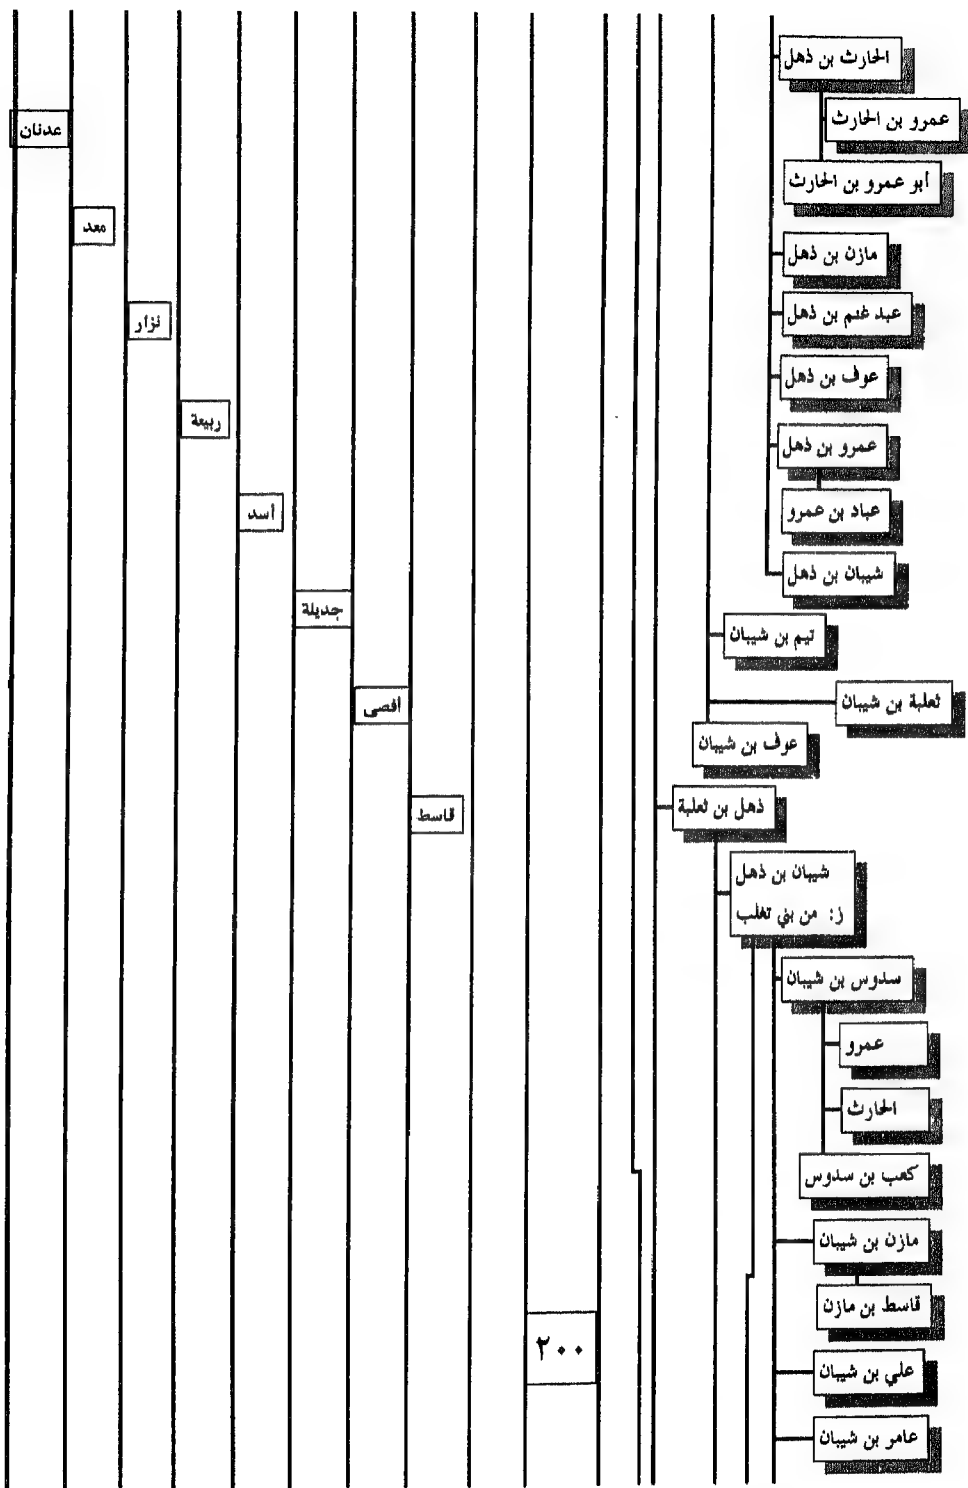 الحارث بن ذهل
عمرو بن الحارث
أبو عمرو بن الحارث
مازن بن ذهل
عبد غنم بن ذهل
عوف بن ذهل
عمرو بن ذهل
عباد بن عمرو
شيبان بن ذهل
تيم بن شيبان
ثعلبة بن شيبان
عوف بن شيبان
ذهل بن ثعلبة
شيبان بن ذهل
ز: من بني تغلب
سدوس بن شيبان
عمرو
الحارث
كعب بن سدوس
مازن بن شيبان
قاسط بن مازن
علي بن شيبان
عامر بن شيبان
عدنان
معد
نزار
ربيعة
أسد
جديلة
أفصى
قاسط
٢٠٠